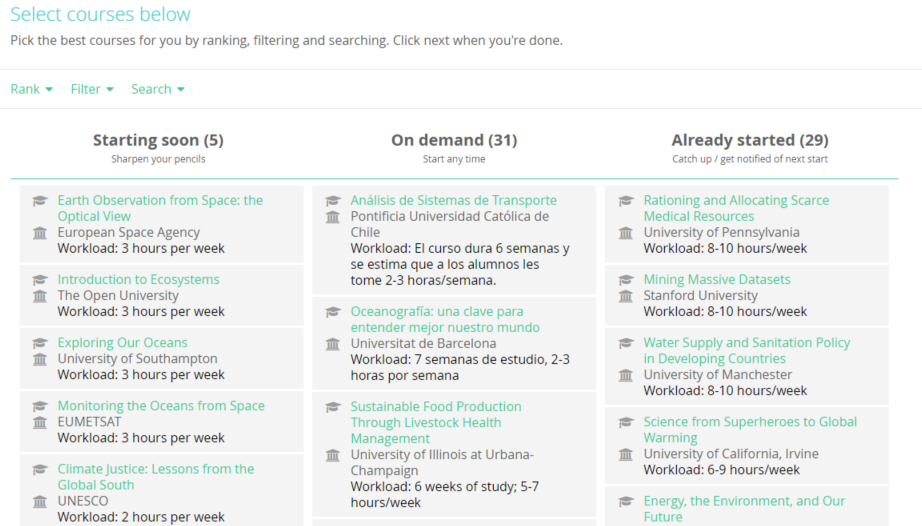 Select courses below
Pick the best courses for you by ranking, filtering and searching. Click next when you're done.
Rank Filter Search
Starting soon (5)
Sharpen your pencils
Earth Observation from Space: the
Optical View
European Space Agency
Workload: 3 hours per week
Introduction to Ecosystems
The Open University
Workload: 3 hours per week
Exploring Our Oceans
University of Southampton
Workload: 3 hours per week
Monitoring the Oceans from Space
EUMETSAT
Workload: 3 hours per week
Climate Justice: Lessons from the
Global South
UNESCO
Workload: 2 hours per week
On demand (31)
Start any time
Análisis de Sistemas de Transporte
Pontificia Universidad Católica de
Chile
Workload: El curso dura 6 semanas y
se estima que a los alumnos les
tome 2-3 horas/semana.
Oceanografía: una clave para
entender mejor nuestro mundo
Universitat de Barcelona
Workload: 7 semanas de estudio, 2-3
horas por semana
Sustainable Food Production
Through Livestock Health
Management
University of Illinois at Urbana-
Champaign
Workload: 6 weeks of study; 5-7
hours/week
Already started (29)
Catch up / get notified of next start
Rationing and Allocating Scarce
Medical Resources
University of Pennsylvania
Workload: 8-10 hours/week
Mining Massive Datasets
Stanford University
Workload: 8-10 hours/week
Water Supply and Sanitation Policy
in Developing Countries
University of Manchester
Workload: 8-10 hours/week
Science from Superheroes to Global
Warming
University of California, Irvine
Workload: 6-9 hours/week
Energy, the Environment, and Our
Future